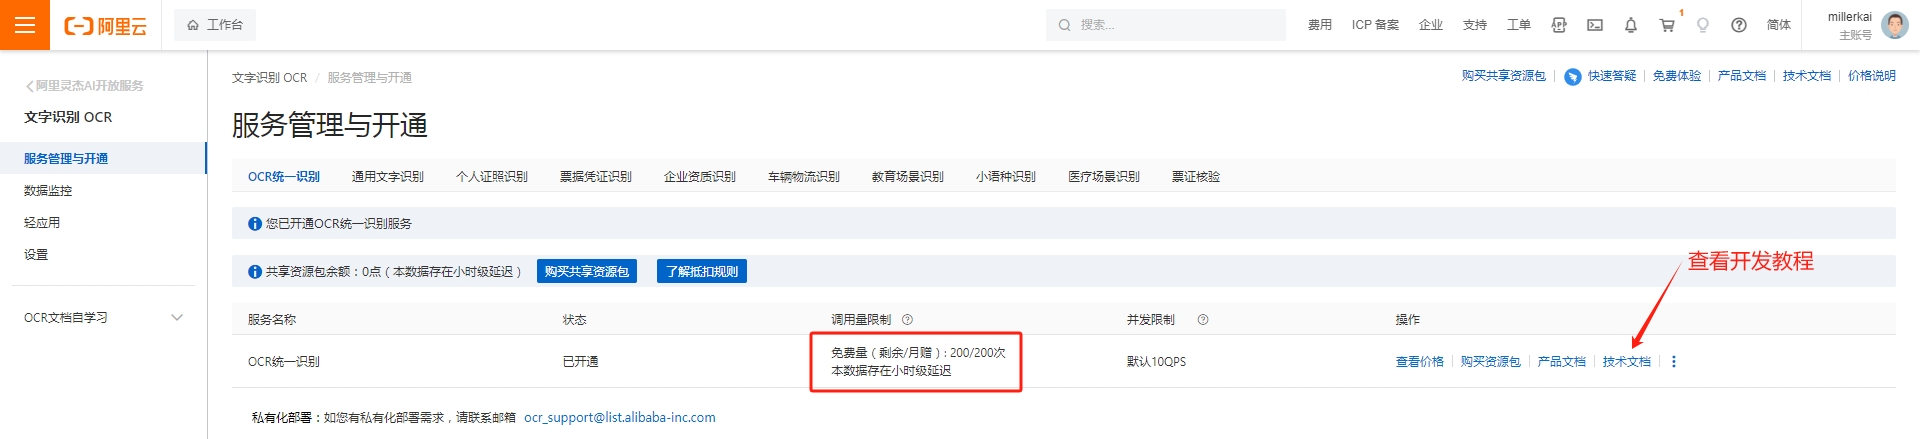 阿里云
工作台
搜索...
费用 ICP 备案 企业 支持 工单 1 简体
millerkai
主账号
阿里灵杰AI开放服务
文字识别 OCR
服务管理与开通
数据监控
轻应用
设置
OCR文档自学习
文字识别 OCR / 服务管理与开通
购买共享资源包 快速答疑 免费体验 产品文档 技术文档 价格说明
服务管理与开通
OCR统一识别 通用文字识别 个人证照识别 票据凭证识别 企业资质识别 车辆物流识别 教育场景识别 小语种识别 医疗场景识别 票证核验
您已开通OCR统一识别服务
共享资源包余额：0点（本数据存在小时级延迟） 购买共享资源包 了解抵扣规则
查看开发教程
服务名称 状态 调用量限制 并发限制 操作
OCR统一识别 已开通 免费量（剩余/月赠）: 200/200次
本数据存在小时级延迟
默认10QPS 查看价格 购买资源包 产品文档 技术文档
私有化部署：如您有私有化部署需求，请联系邮箱 ocr_support@list.alibaba-inc.com